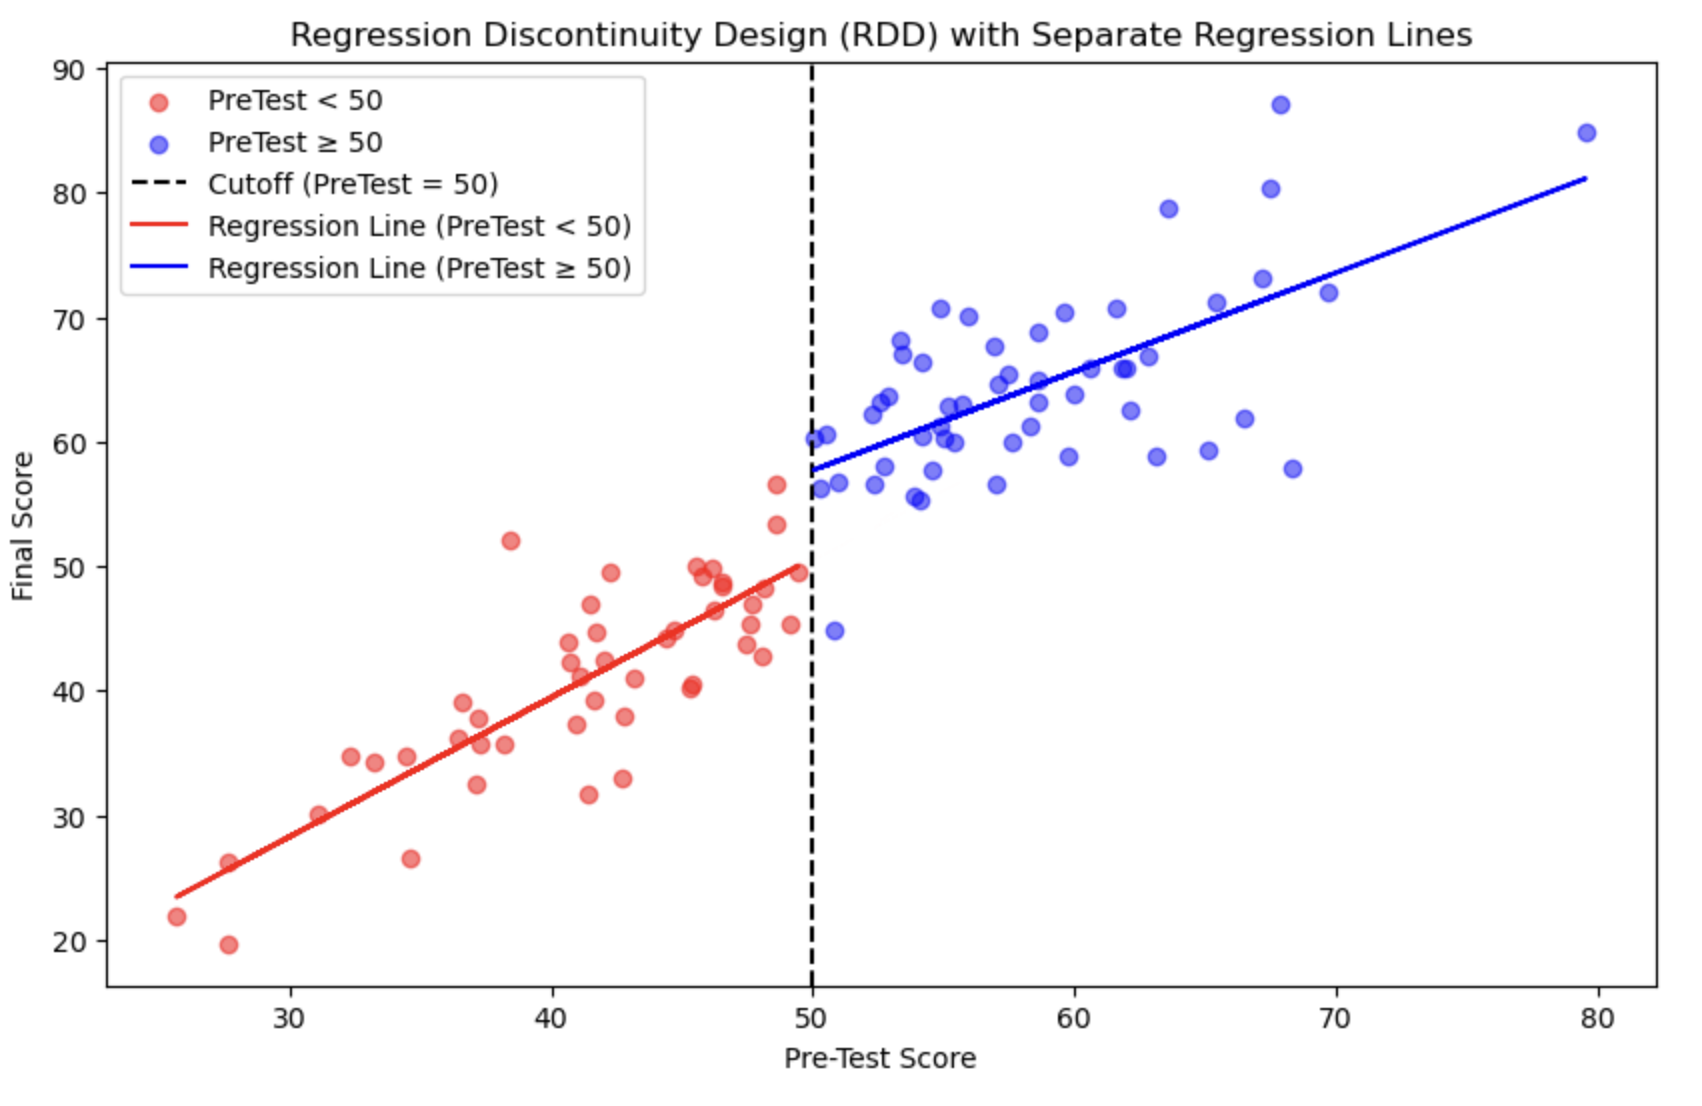 Regression Discontinuity Design (RDD) with Separate Regression Lines
90
80
70
60
50
40
30
20
Final Score
PreTest < 50
PreTest ≥ 50
Cutoff (PreTest = 50)
Regression Line (PreTest < 50)
Regression Line (PreTest ≥ 50)
30 40 50 60 70 80
Pre-Test Score